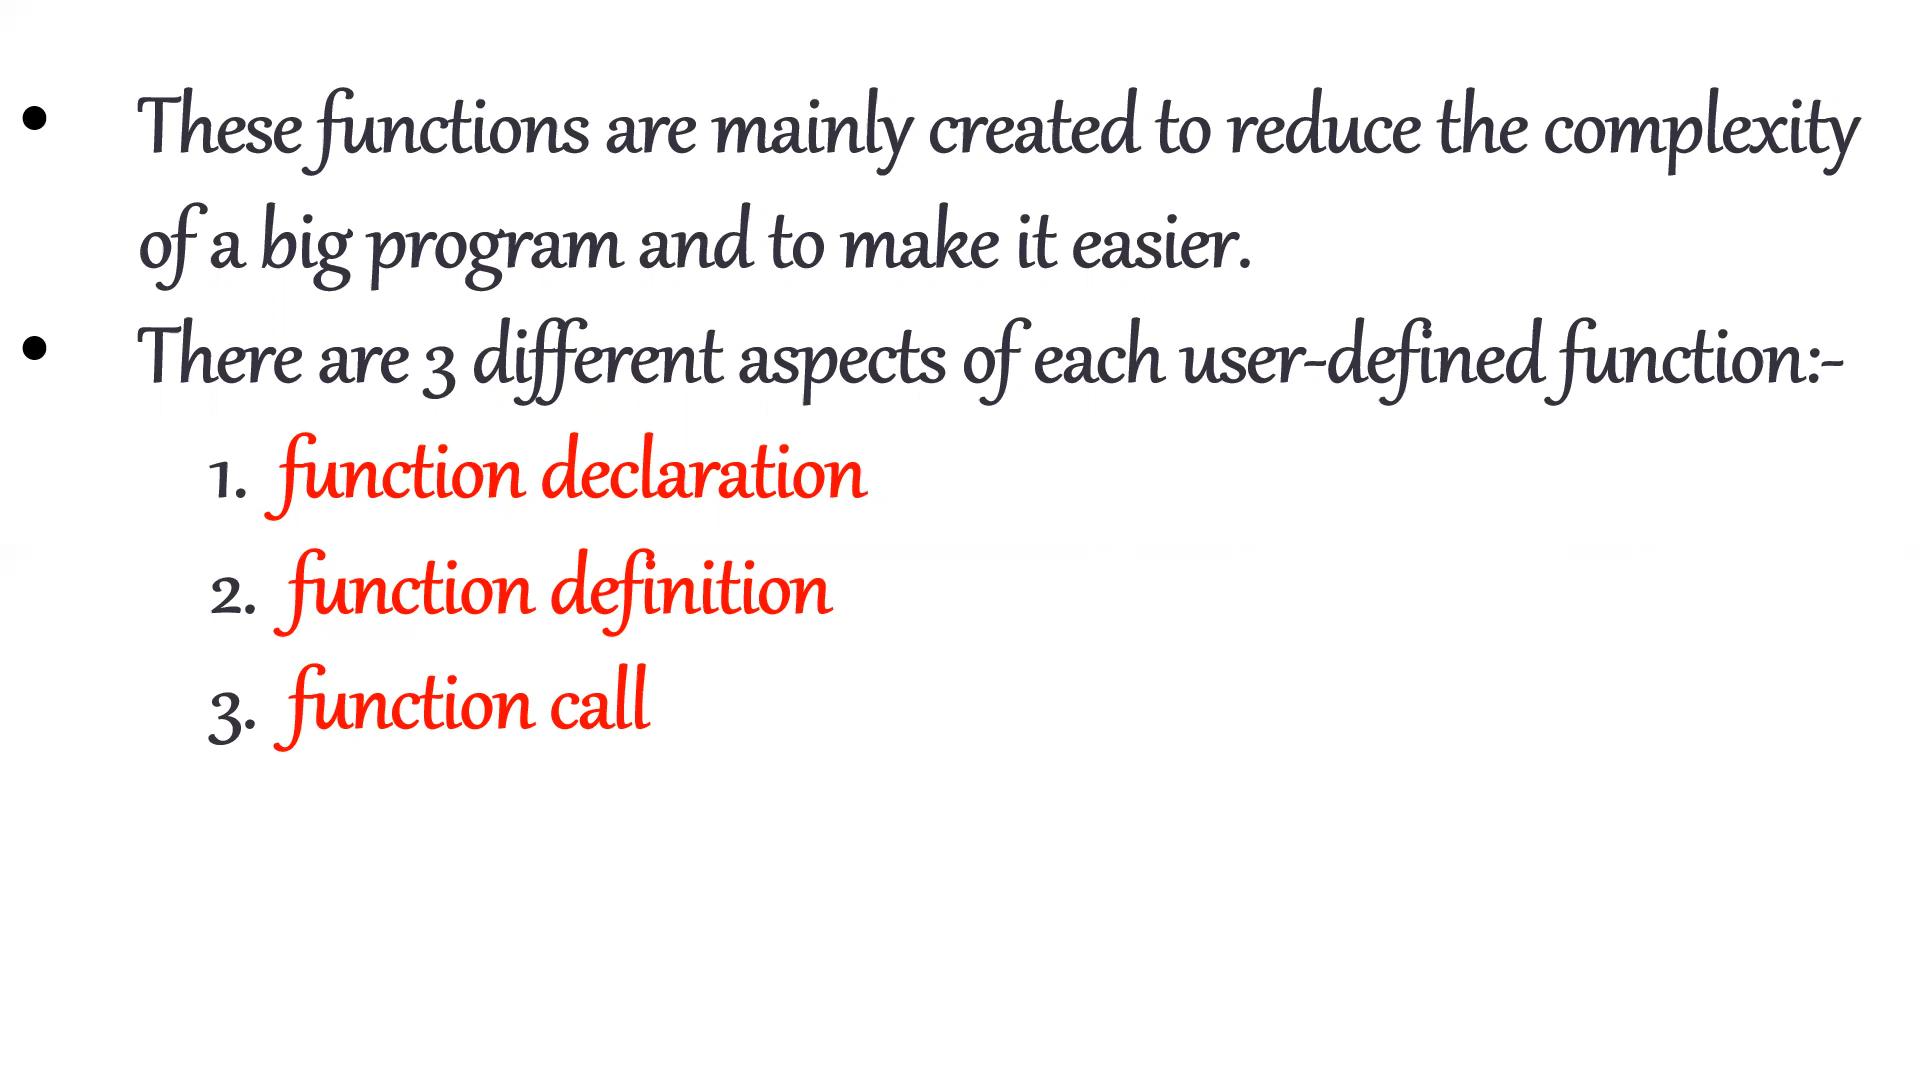 • These functions are mainly created to reduce the complexity
of a big program and to make it easier.
• There are 3 different aspects of each user-defined function:-
1. function declaration
2. function definition
3. function call